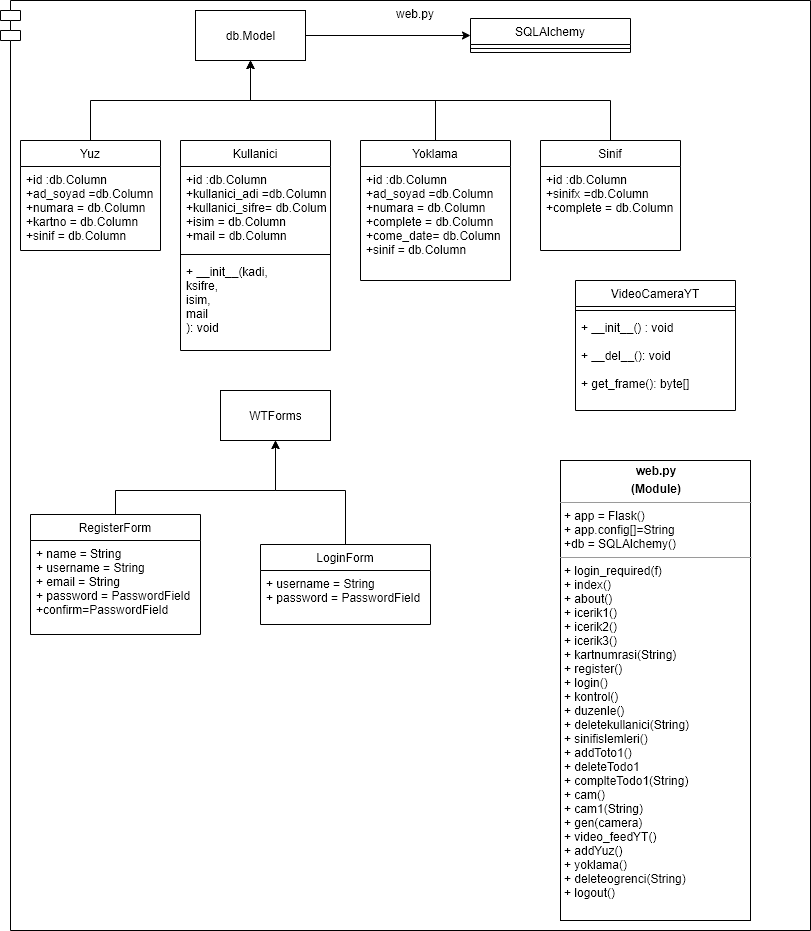 web.py
db.Model
SQLAlchemy
Yuz
+id :db.Column
+ad_soyad =db.Column
+numara = db.Column
+kartno = db.Column
+sinif = db.Column
Kullanici
+id :db.Column
+kullanici_adi =db.Column
+kullanici_sifre= db.Colum
+isim = db.Column
+mail = db.Column
+ __init__(kadi,
ksifre,
isim,
mail
): void
Yoklama
+id :db.Column
+ad_soyad =db.Column
+numara = db.Column
+complete = db.Column
+come_date= db.Column
+sinif = db.Column
Sinif
+id :db.Column
+sinifx =db.Column
+complete = db.Column
VideoCameraYT
+ __init__() : void
+ __del__(): void
+ get_frame(): byte[]
WTForms
RegisterForm
+ name = String
+ username = String
+ email = String
+ password = PasswordField
+confirm=PasswordField
LoginForm
+ username = String
+ password = PasswordField
web.py
(Module)
+ app = Flask()
+ app.config[]=String
+db = SQLAlchemy()
+ login_required(f)
+ index()
+ about()
+ icerik1()
+ icerik2()
+ icerik3()
+ kartnumrasi(String)
+ register()
+ login()
+ kontrol()
+ duzenle()
+ deletekullanici(String)
+ sinifislemleri()
+ addToto1()
+ deleteTodo1
+ complteTodo1(String)
+ cam()
+ cam1(String)
+ gen(camera)
+ video_feedYT()
+ addYuz()
+ yoklama()
+ deleteogrenci(String)
+ logout()